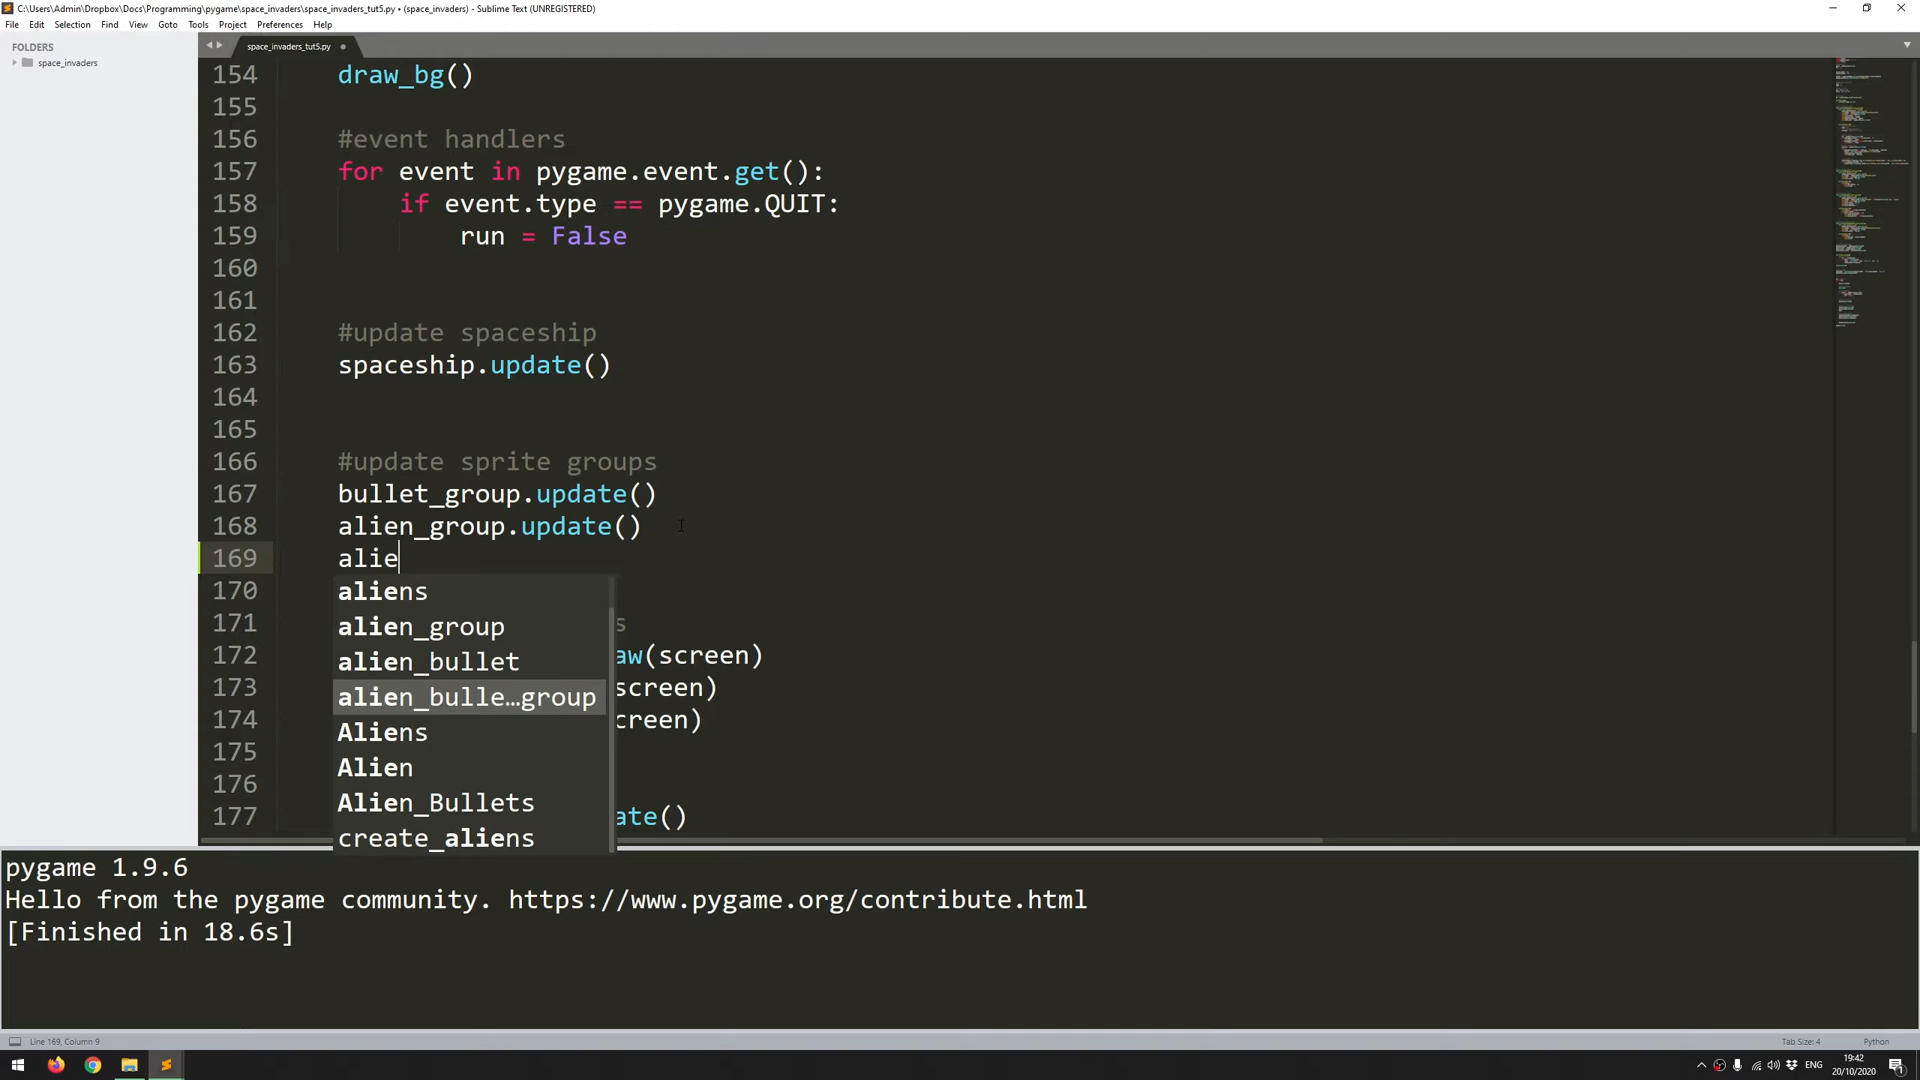 C:\Users\Admin\Dropbox\Docs\Programming\pygame\space_invaders\space_invaders_tut5.py • (space_invaders) - Sublime Text (UNREGISTERED)
File Edit Selection Find View Goto Tools Project Preferences Help
FOLDERS
space_invaders
space_invaders_tut5.py
154 draw_bg()
155
156 #event handlers
157 for event in pygame.event.get():
158 if event.type == pygame.QUIT:
159 run = False
160
161
162 #update spaceship
163 spaceship.update()
164
165
166 #update sprite groups
167 bullet_group.update()
168 alien_group.update()
169 alie
170 aliens
171 alien_group s
172 alien_bullet aw(screen)
173 alien_bulle…group screen)
174 Aliens creen)
175 Alien
176 Alien_Bullets
177 create_aliens ate()
pygame 1.9.6
Hello from the pygame community. https://www.pygame.org/contribute.html
[Finished in 18.6s]
Line 169, Column 9
Tab Size: 4
Python
ENG
19:42
20/10/2020